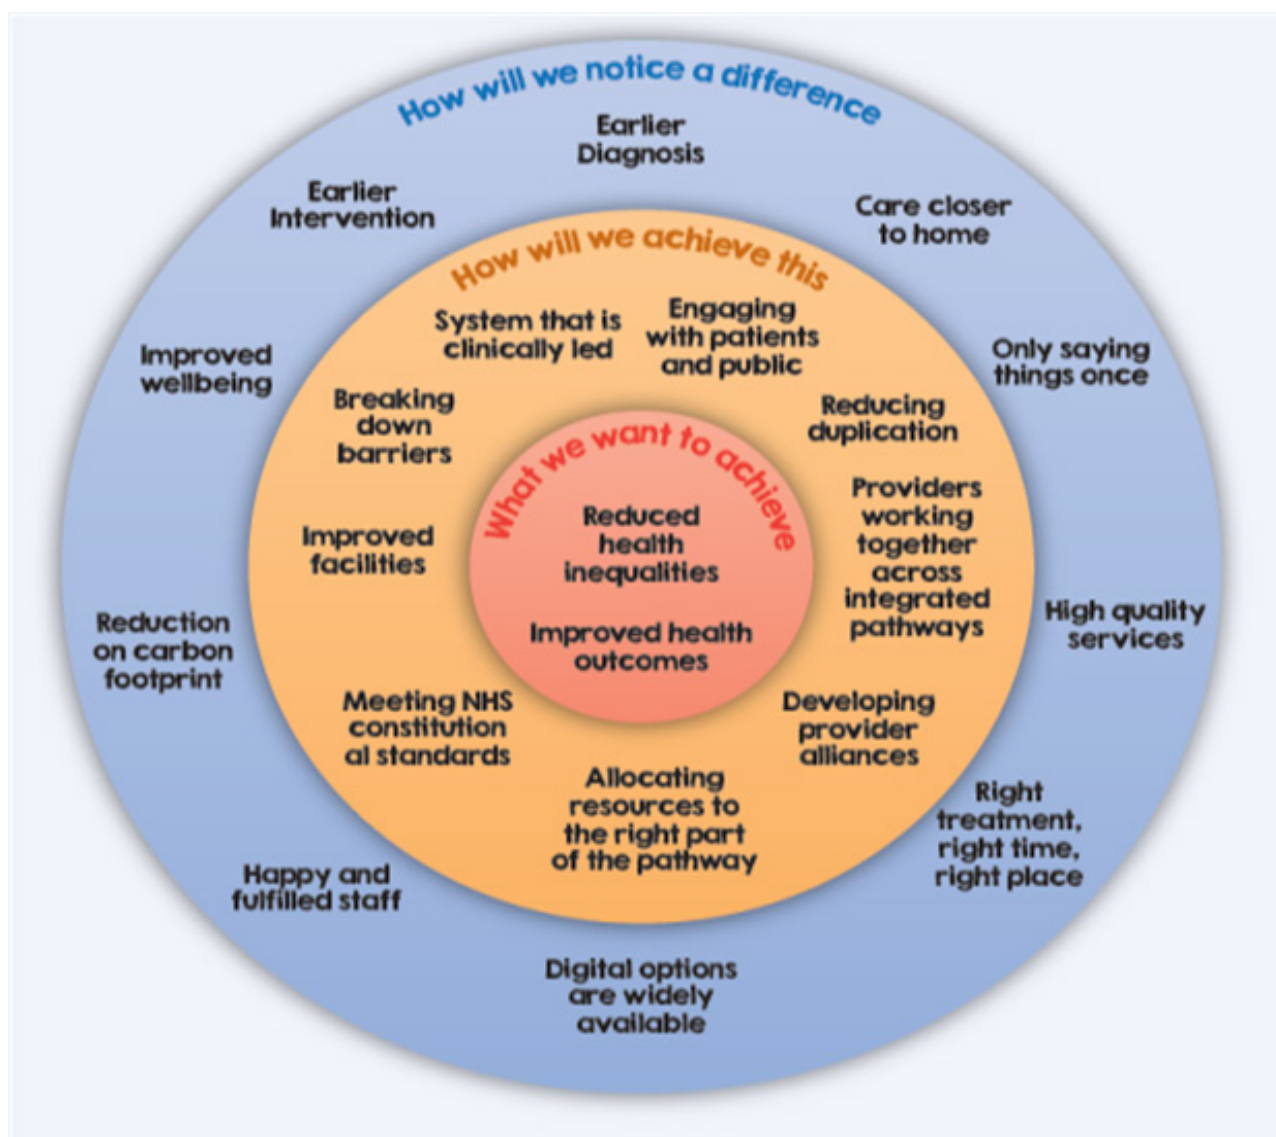 How will we notice a difference
Earlier
Diagnosis
Earlier
Intervention
Care closer
to home
Improved
wellbeing
Only saying
things once
Reduction
on carbon
footprint
High quality
services
Happy and
fulfilled staff
Right
treatment,
right time,
right place
Digital options
are widely
available
How will we achieve this
System that is
clinically led
Engaging
with patients
and public
Breaking
down
barriers
Reducing
duplication
Improved
facilities
Providers
working
together
across
integrated
pathways
Meeting NHS
constitution
al standards
Developing
provider
alliances
Allocating
resources to
the right part
of the pathway
What we want to achieve
Reduced
health
inequalities
Improved health
outcomes